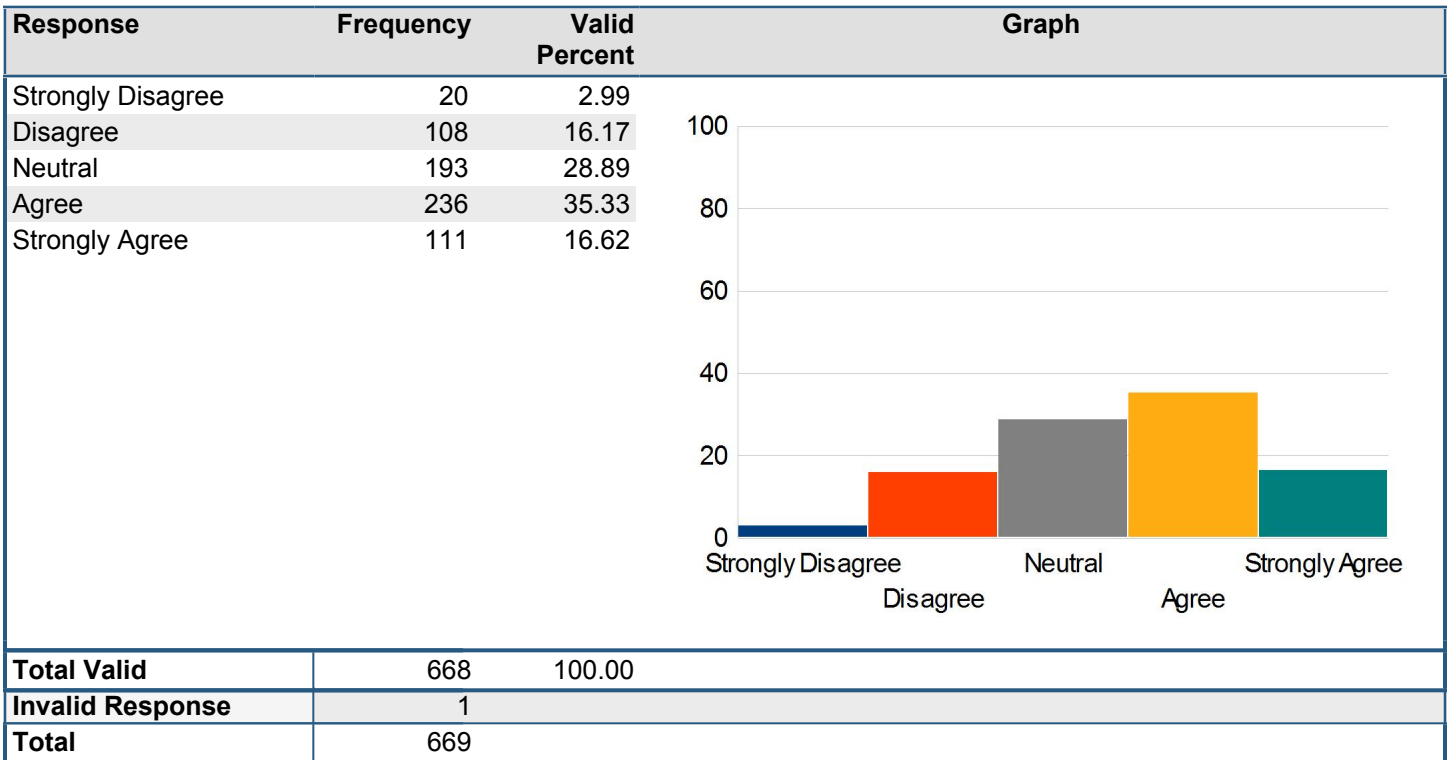 Response Frequency Valid Percent Graph
Strongly Disagree 20 2.99
Disagree 108 16.17
Neutral 193 28.89
Agree 236 35.33
Strongly Agree 111 16.62
100
80
60
40
20
0
Strongly Disagree Neutral Strongly Agree
Disagree Agree
Total Valid 668 100.00
Invalid Response 1
Total 669